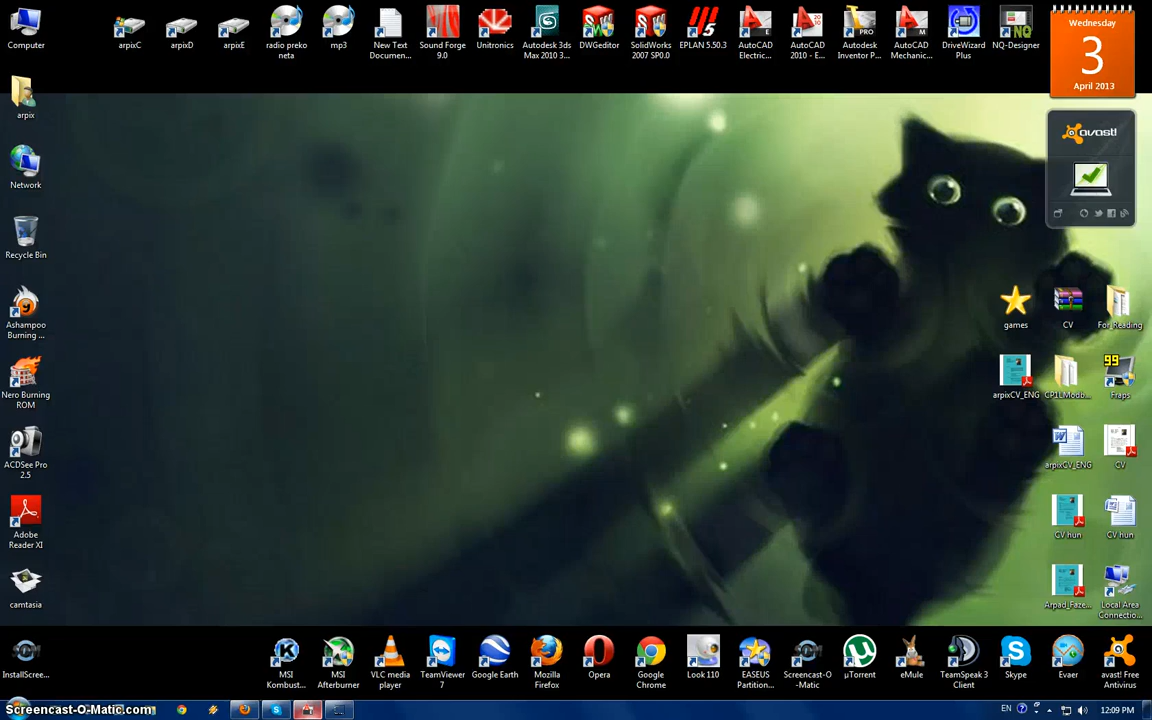 Computer
arpixC
arpixD
arpixE
radio preko
neta
mp3
New Text
Documen...
Sound Forge
9.0
Unitronics
Autodesk 3ds
Max 2010 3...
DWGeditor
SolidWorks
2007 SP0.0
EPLAN 5.50.3
AutoCAD
Electric...
AutoCAD
2010 - E...
Autodesk
Inventor P...
AutoCAD
Mechanic...
DriveWizard
Plus
NQ-Designer
Wednesday
3
April 2013
avast!
arpix
Network
Recycle Bin
Ashampoo
Burning ...
Nero Burning
ROM
ACDSee Pro
2.5
Adobe
Reader XI
camtasia
games
CV
For_Reading
arpixCV_ENG
CP1LModb...
99
Fraps
arpixCV_ENG
CV
CV hun
CV hun
Arpad_Faze...
Local Area
Connectio...
InstallScree...
MSI
Kombust...
MSI
Afterburner
VLC media
player
TeamViewer
7
Google Earth
Mozilla
Firefox
Opera
Google
Chrome
Look 110
EASEUS
Partition...
Screencast-O
-Matic
µTorrent
eMule
TeamSpeak 3
Client
Skype
Evaer
avast! Free
Antivirus
Screencast-O-Matic.com
EN
12:09 PM